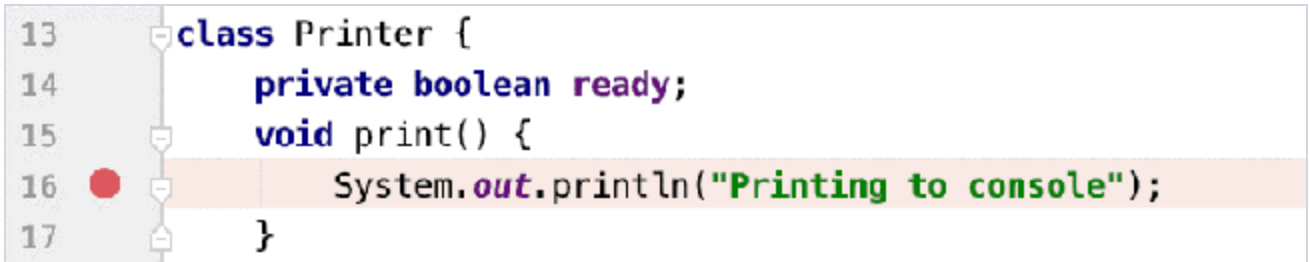 13 class Printer {
14     private boolean ready;
15     void print() {
16         System.out.println("Printing to console");
17     }